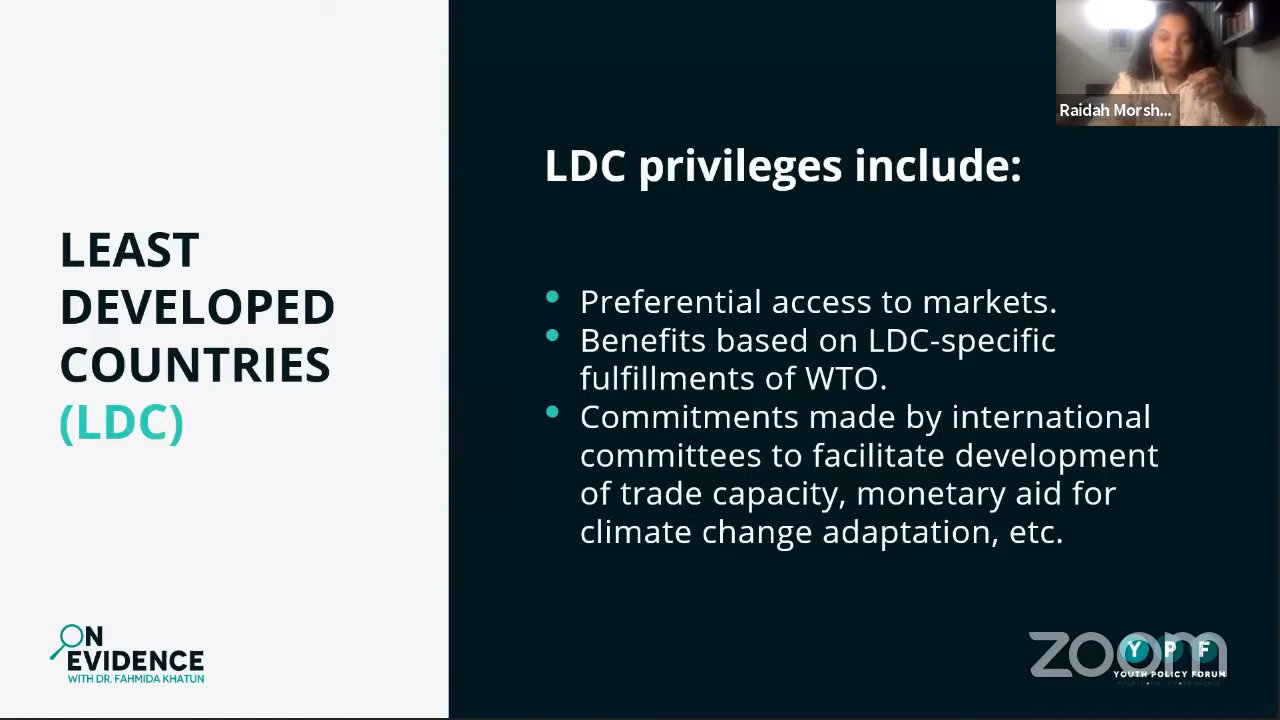 Raidah Morsh...
LDC privileges include:
LEAST
DEVELOPED
COUNTRIES
(LDC)
• Preferential access to markets.
• Benefits based on LDC-specific
fulfillments of WTO.
• Commitments made by international
committees to facilitate development
of trade capacity, monetary aid for
climate change adaptation, etc.
ON
EVIDENCE
WITH DR. FAHMIDA KHATUN
zoom
Y P F
YOUTH POLICY FORUM